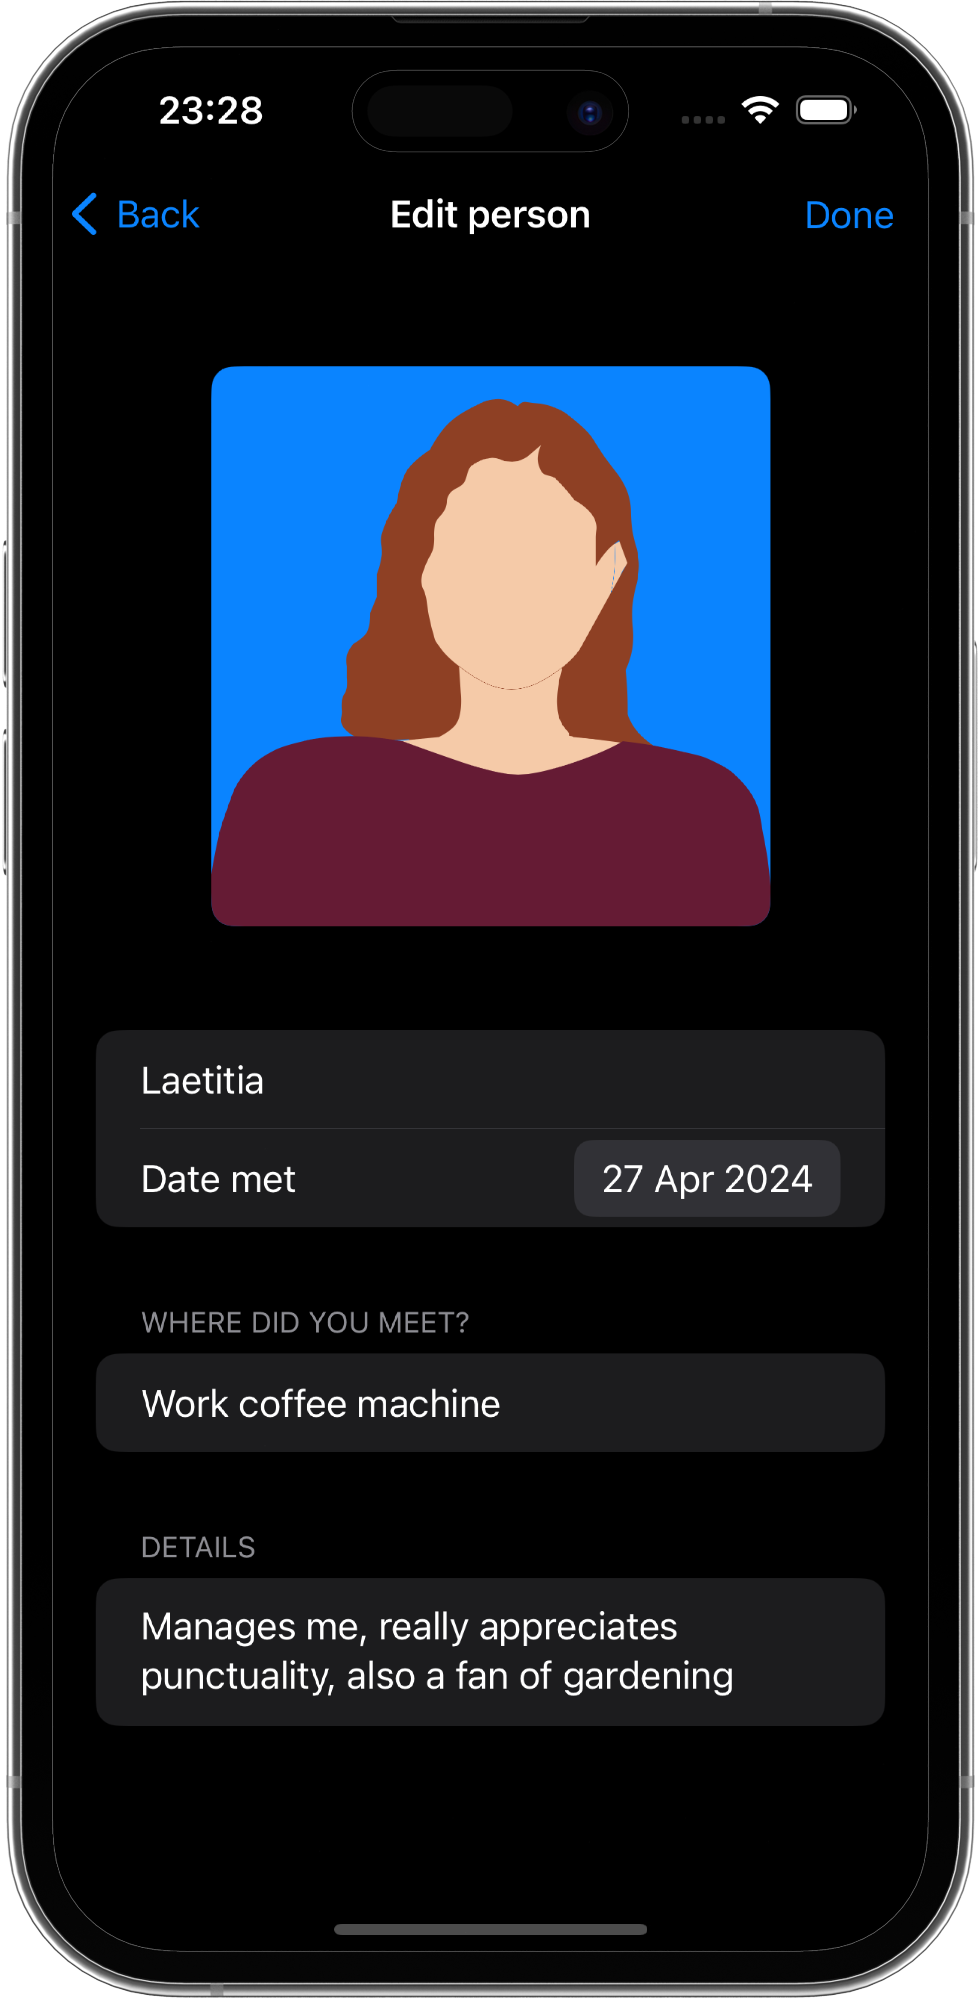 23:28
Back
Edit person
Done
Laetitia
Date met
27 Apr 2024
WHERE DID YOU MEET?
Work coffee machine
DETAILS
Manages me, really appreciates
punctuality, also a fan of gardening